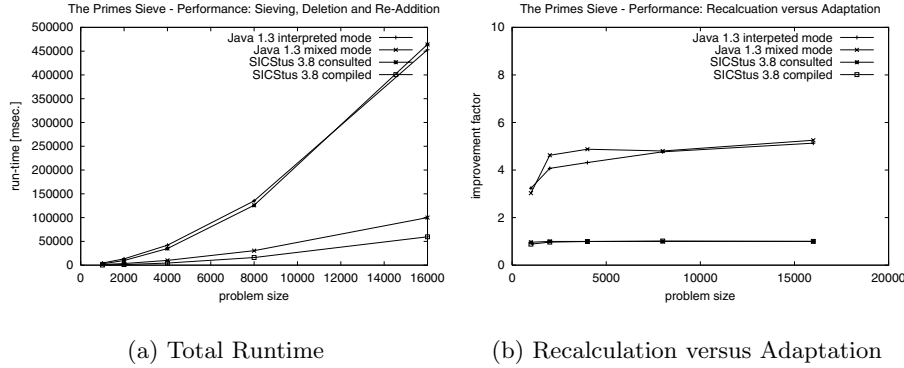 The Primes Sieve - Performance: Sieving, Deletion and Re-Addition
500000
450000
400000
350000
300000
250000
200000
150000
100000
50000
0
run-time [msec.]
Java 1.3 interpreted mode
Java 1.3 mixed mode
SICStus 3.8 consulted
SICStus 3.8 compiled
0 2000 4000 6000 8000 10000 12000 14000 16000
problem size
(a) Total Runtime
The Primes Sieve - Performance: Recalcuation versus Adaptation
10
8
6
4
2
0
improvement factor
Java 1.3 interpreted mode
Java 1.3 mixed mode
SICStus 3.8 consulted
SICStus 3.8 compiled
0 5000 10000 15000 20000
problem size
(b) Recalculation versus Adaptation